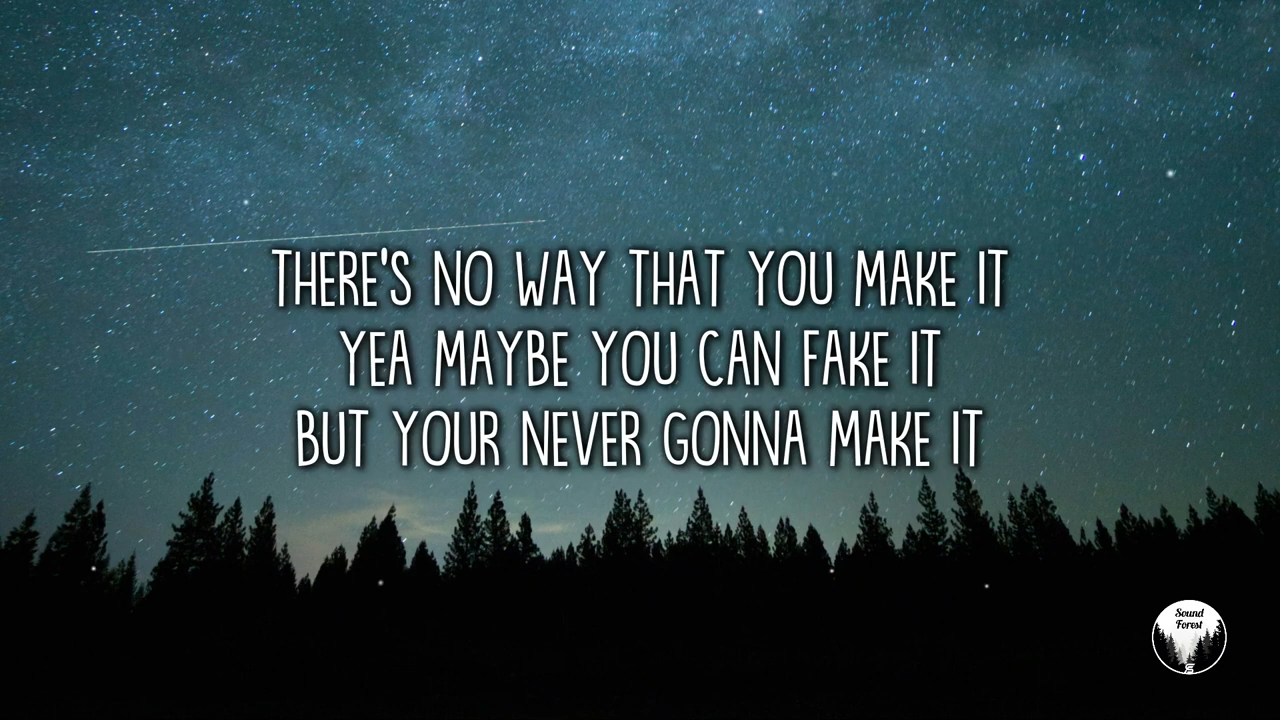 THERE'S NO WAY THAT YOU MAKE IT
YEA MAYBE YOU CAN FAKE IT
BUT YOUR NEVER GONNA MAKE IT
Sound
Forest